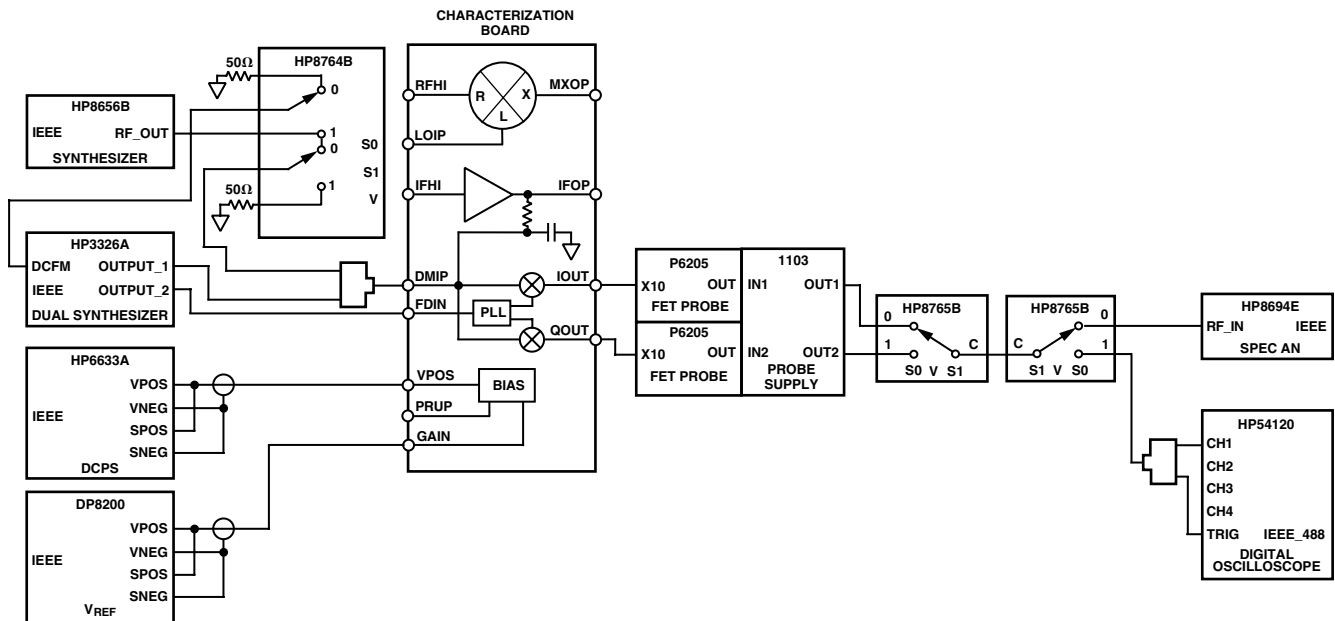 CHARACTERIZATION
BOARD
HP8656B
IEEE RF_OUT
SYNTHESIZER
50Ω
HP8764B
0
1
0
S0
S1
50Ω
1
V
HP3326A
DCFM OUTPUT_1
IEEE OUTPUT_2
DUAL SYNTHESIZER
HP6633A
VPOS
IEEE
VNEG
SPOS
SNEG
DCPS
DP8200
VPOS
IEEE
VNEG
SPOS
SNEG
VREF
RFHI
R X
L
MXOP
LOIP
IFHI
IFOP
DMIP
IOUT
FDIN
PLL
QOUT
VPOS
BIAS
PRUP
GAIN
P6205
X10 OUT
FET PROBE
P6205
X10 OUT
FET PROBE
1103
IN1 OUT1
IN2 OUT2
PROBE
SUPPLY
HP8765B
0
1
C
S0 V S1
HP8765B
C
0
1
S1 V S0
HP8694E
RF_IN IEEE
SPEC AN
HP54120
CH1
CH2
CH3
CH4
TRIG IEEE_488
DIGITAL
OSCILLOSCOPE